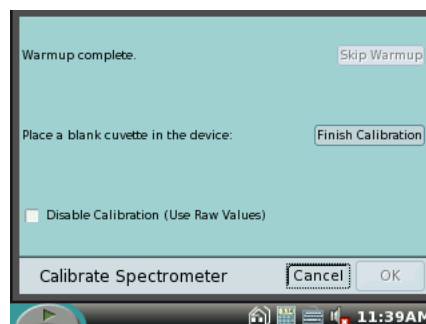 Warmup complete.
Skip Warmup
Place a blank cuvette in the device:
Finish Calibration
Disable Calibration (Use Raw Values)
Calibrate Spectrometer
Cancel
OK
11:39AM